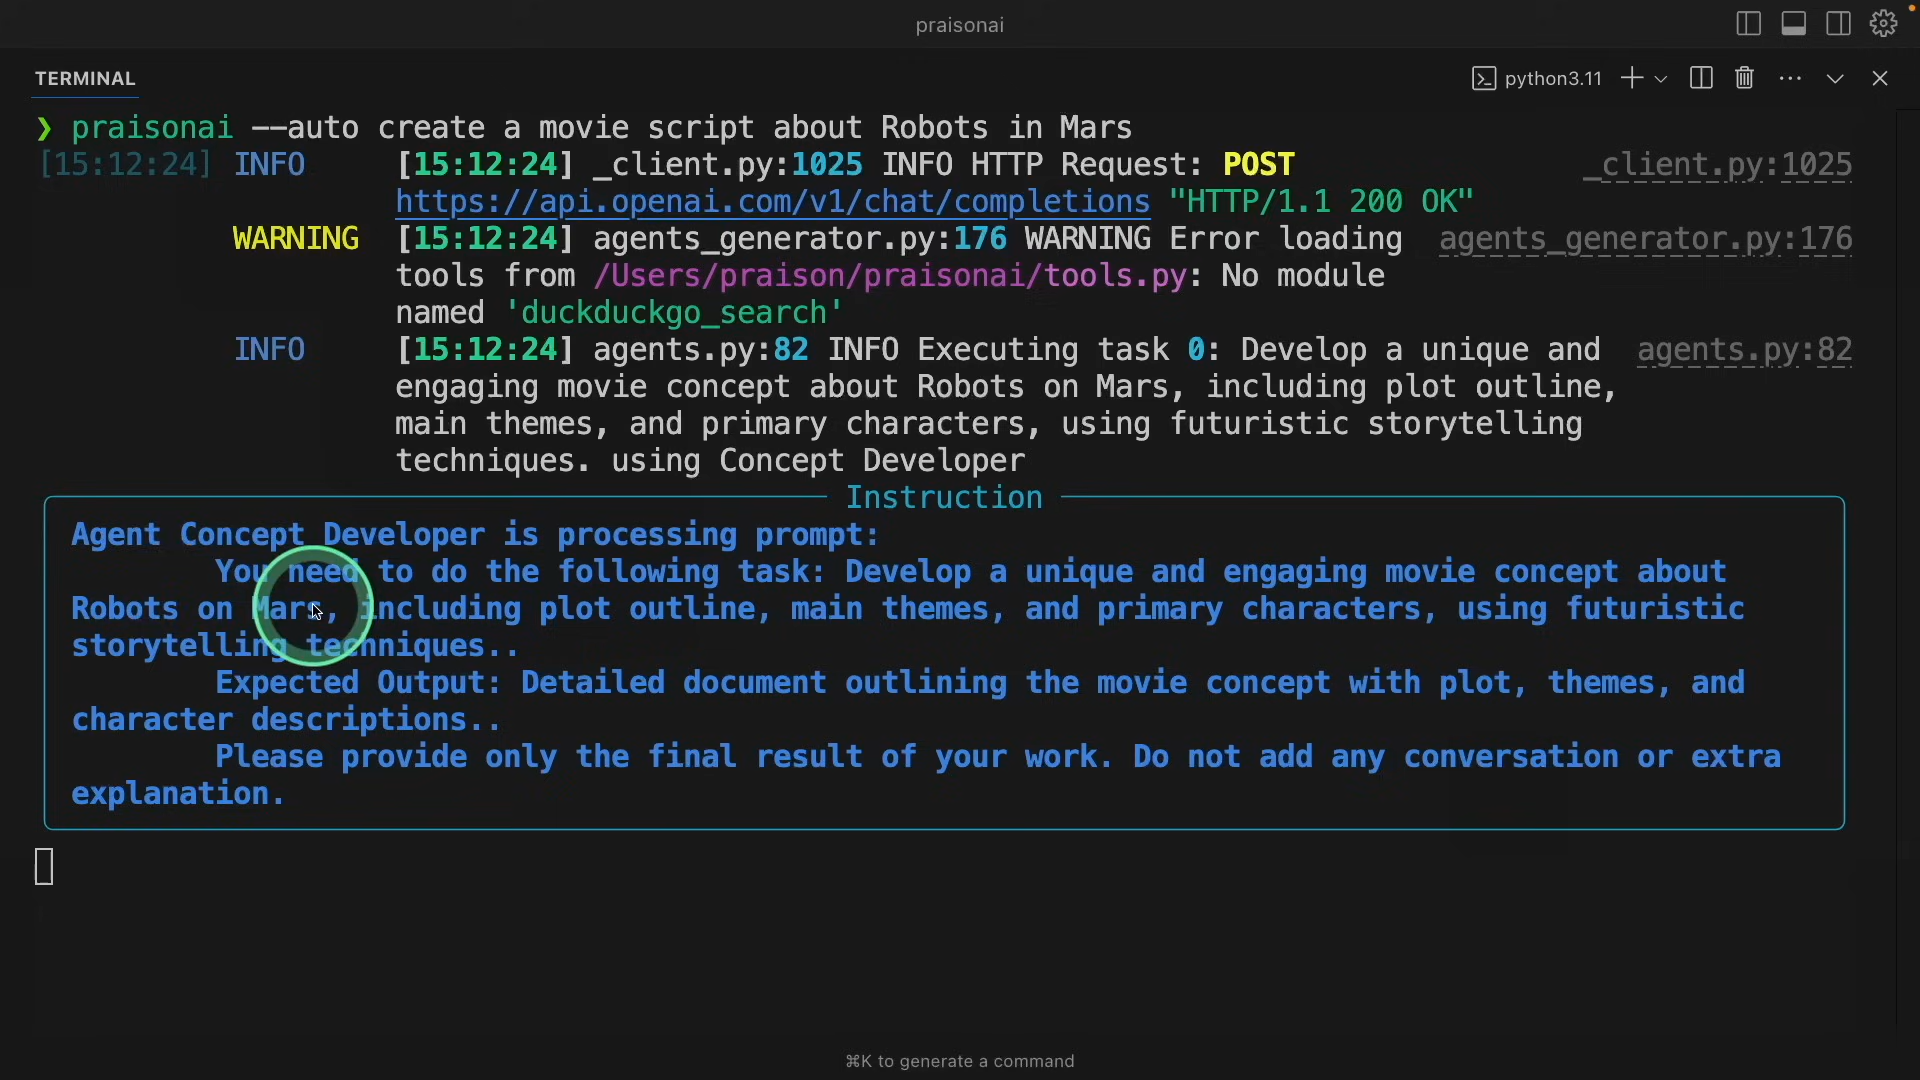 praisonai
TERMINAL
python3.11
❯ praisonai --auto create a movie script about Robots in Mars
[15:12:24] INFO [15:12:24] _client.py:1025 INFO HTTP Request: POST _client.py:1025
https://api.openai.com/v1/chat/completions "HTTP/1.1 200 OK"
WARNING [15:12:24] agents_generator.py:176 WARNING Error loading agents_generator.py:176
tools from /Users/praison/praisonai/tools.py: No module
named 'duckduckgo_search'
INFO [15:12:24] agents.py:82 INFO Executing task 0: Develop a unique and agents.py:82
engaging movie concept about Robots on Mars, including plot outline,
main themes, and primary characters, using futuristic storytelling
techniques. using Concept Developer
Instruction
Agent Concept Developer is processing prompt:
You need to do the following task: Develop a unique and engaging movie concept about
Robots on Mars, including plot outline, main themes, and primary characters, using futuristic
storytelling techniques..
Expected Output: Detailed document outlining the movie concept with plot, themes, and
character descriptions..
Please provide only the final result of your work. Do not add any conversation or extra
explanation.
⌘K to generate a command